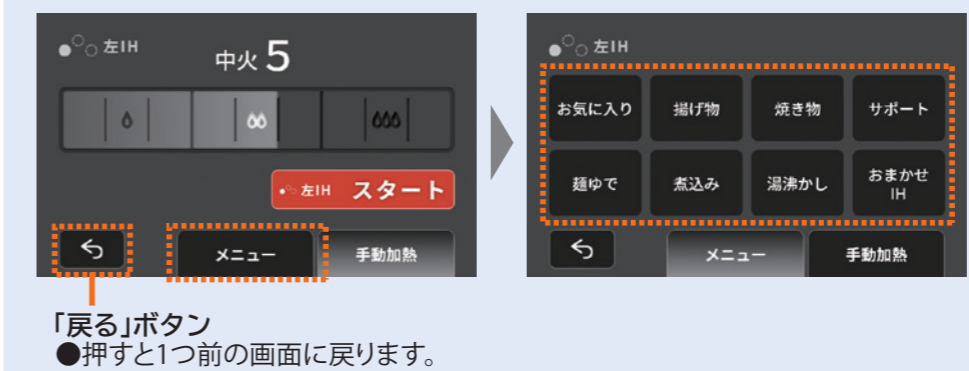 左IH
中火 5
左IH スタート
メニュー
手動加熱
左IH
お気に入り
揚げ物
焼き物
サポート
麺ゆで
煮込み
湯沸かし
おまかせ
IH
メニュー
手動加熱
「戻る」ボタン
●押すと1つ前の画面に戻ります。